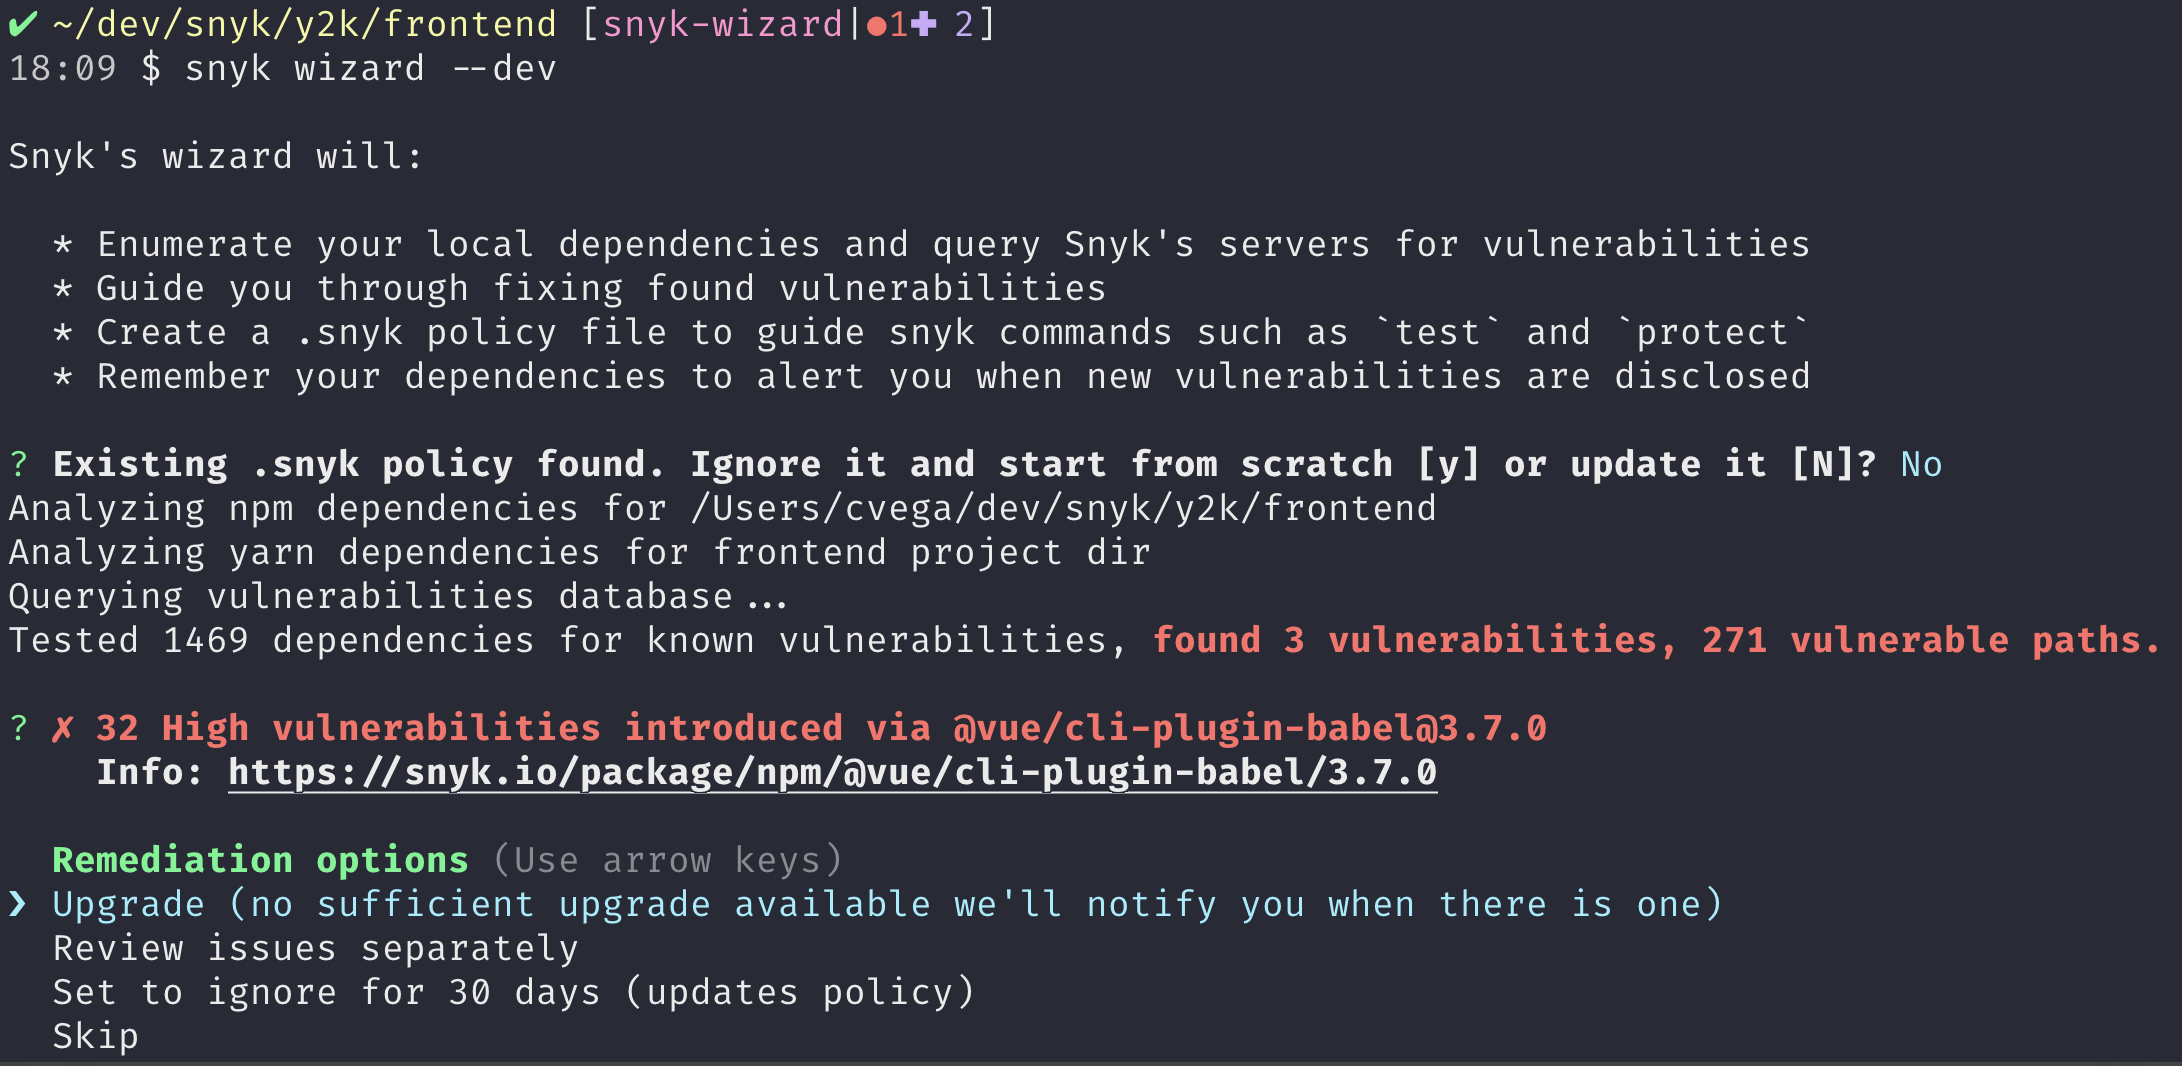 ✔ ~/dev/snyk/y2k/frontend [snyk-wizard|●1✚ 2]
18:09 $ snyk wizard --dev
Snyk's wizard will:
* Enumerate your local dependencies and query Snyk's servers for vulnerabilities
* Guide you through fixing found vulnerabilities
* Create a .snyk policy file to guide snyk commands such as `test` and `protect`
* Remember your dependencies to alert you when new vulnerabilities are disclosed
? Existing .snyk policy found. Ignore it and start from scratch [y] or update it [N]? No
Analyzing npm dependencies for /Users/cvega/dev/snyk/y2k/frontend
Analyzing yarn dependencies for frontend project dir
Querying vulnerabilities database...
Tested 1469 dependencies for known vulnerabilities, found 3 vulnerabilities, 271 vulnerable paths.
? ✗ 32 High vulnerabilities introduced via @vue/cli-plugin-babel@3.7.0
Info: https://snyk.io/package/npm/@vue/cli-plugin-babel/3.7.0
Remediation options (Use arrow keys)
❯ Upgrade (no sufficient upgrade available we'll notify you when there is one)
Review issues separately
Set to ignore for 30 days (updates policy)
Skip